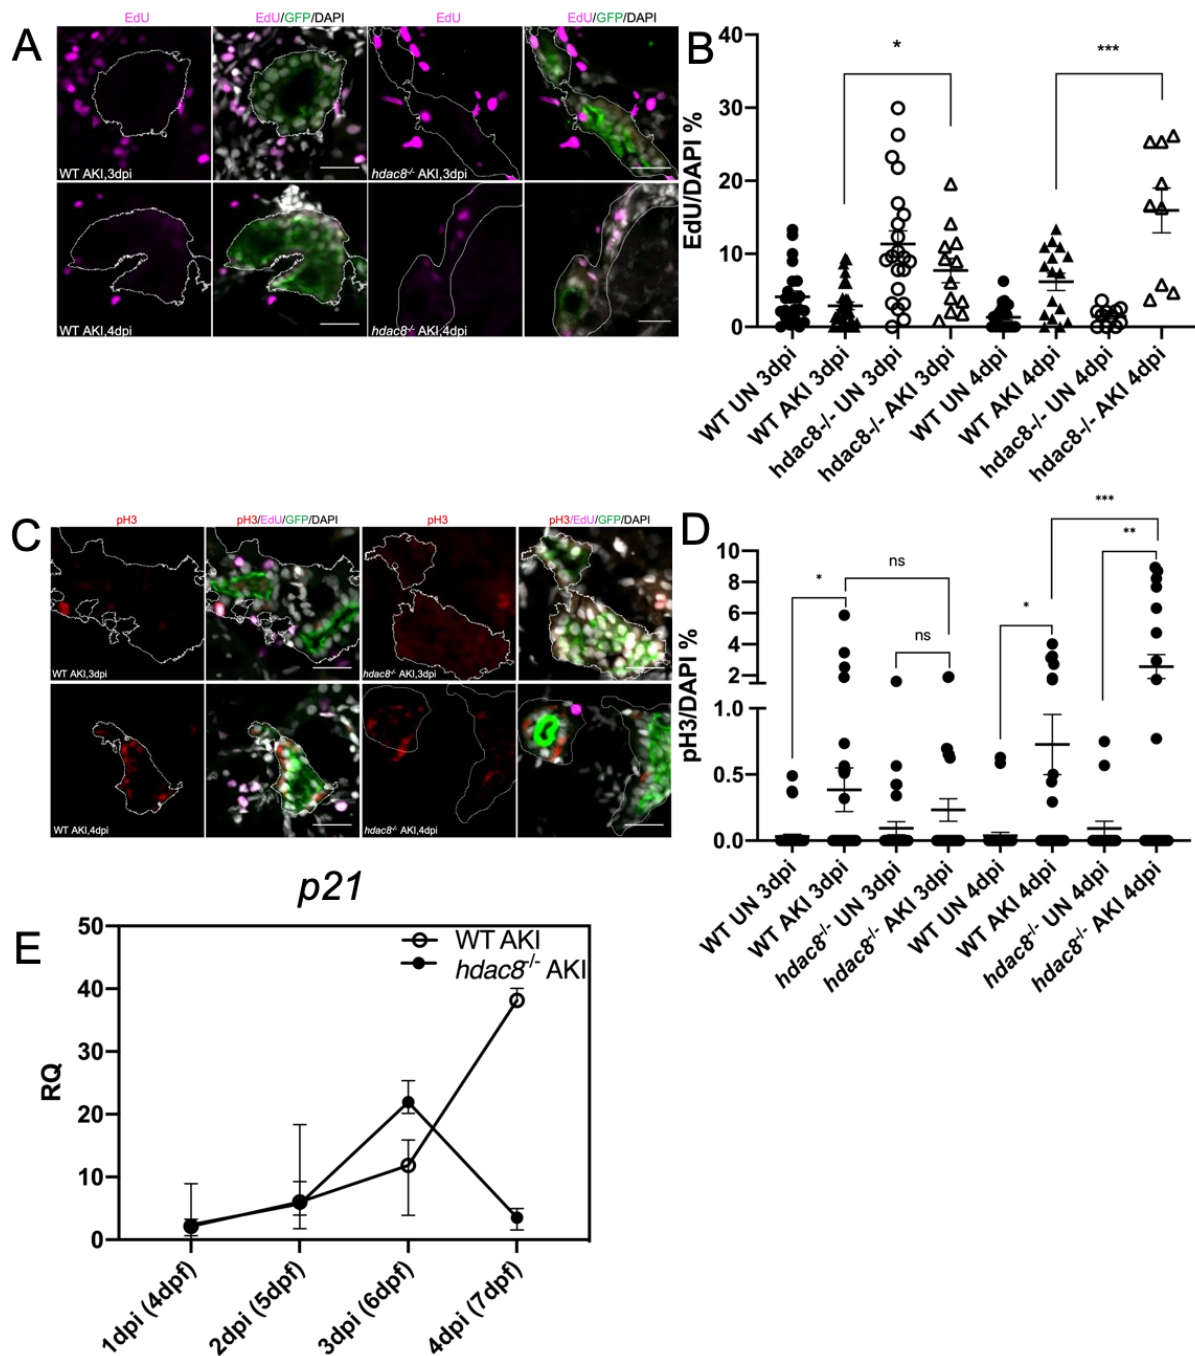 A
EdU
EdU/GFP/DAPI
EdU
EdU/GFP/DAPI
WT AKI,3dpi
hdac8-/- AKI,3dpi
WT AKI,4dpi
hdac8-/- AKI,4dpi
B
EdU/DAPI %
40
30
20
10
0
*
***
WT UN 3dpi
WT AKI 3dpi
hdac8-/- UN 3dpi
hdac8-/- AKI 3dpi
WT UN 4dpi
WT AKI 4dpi
hdac8-/- UN 4dpi
hdac8-/- AKI 4dpi
C
pH3
pH3/EdU/GFP/DAPI
pH3
pH3/EdU/GFP/DAPI
WT AKI,3dpi
hdac8-/- AKI,3dpi
WT AKI,4dpi
hdac8-/- AKI,4dpi
D
pH3/DAPI %
10
8
6
4
2
1.0
0.5
0.0
*
ns
ns
*
***
**
WT UN 3dpi
WT AKI 3dpi
hdac8-/- UN 3dpi
hdac8-/- AKI 3dpi
WT UN 4dpi
WT AKI 4dpi
hdac8-/- UN 4dpi
hdac8-/- AKI 4dpi
E
p21
WT AKI
hdac8-/- AKI
RQ
50
40
30
20
10
0
1dpi (4dpf)
2dpi (5dpf)
3dpi (6dpf)
4dpi (7dpf)